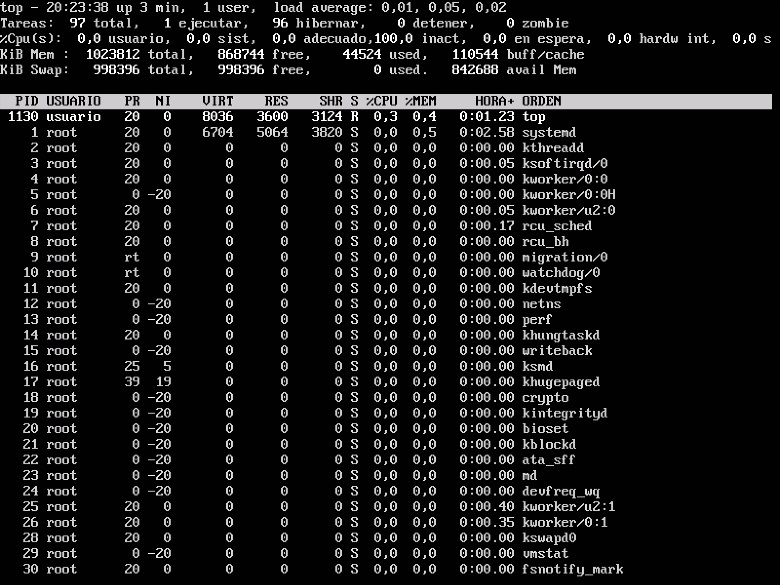 top - 20:23:38 up 3 min,  1 user,  load average: 0,01, 0,05, 0,02
Tareas:  97 total,   1 ejecutar,  96 hibernar,   0 detener,   0 zombie
%Cpu(s):  0,0 usuario,  0,0 sist,  0,0 adecuado,100,0 inact,  0,0 en espera,  0,0 hardw int,  0,0 s
KiB Mem :  1023812 total,   868744 free,    44524 used,   110544 buff/cache
KiB Swap:   998396 total,   998396 free,        0 used.   842688 avail Mem
PID USUARIO PR NI VIRT RES SHR S %CPU %MEM HORA+ ORDEN
1130 usuario 20 0 8036 3600 3124 R 0,3 0,4 0:01.23 top
1 root 20 0 6704 5064 3820 S 0,0 0,5 0:02.58 systemd
2 root 20 0 0 0 0 S 0,0 0,0 0:00.00 kthreadd
3 root 20 0 0 0 0 S 0,0 0,0 0:00.05 ksoftirqd/0
4 root 20 0 0 0 0 S 0,0 0,0 0:00.00 kworker/0:0
5 root 0 -20 0 0 0 S 0,0 0,0 0:00.00 kworker/0:0H
6 root 20 0 0 0 0 S 0,0 0,0 0:00.05 kworker/u2:0
7 root 20 0 0 0 0 S 0,0 0,0 0:00.17 rcu_sched
8 root 20 0 0 0 0 S 0,0 0,0 0:00.00 rcu_bh
9 root rt 0 0 0 0 S 0,0 0,0 0:00.00 migration/0
10 root rt 0 0 0 0 S 0,0 0,0 0:00.00 watchdog/0
11 root 20 0 0 0 0 S 0,0 0,0 0:00.00 kdevtmpfs
12 root 0 -20 0 0 0 S 0,0 0,0 0:00.00 netns
13 root 0 -20 0 0 0 S 0,0 0,0 0:00.00 perf
14 root 20 0 0 0 0 S 0,0 0,0 0:00.00 khungtaskd
15 root 0 -20 0 0 0 S 0,0 0,0 0:00.00 writeback
16 root 25 5 0 0 0 S 0,0 0,0 0:00.00 ksmd
17 root 39 19 0 0 0 S 0,0 0,0 0:00.00 khugepaged
18 root 0 -20 0 0 0 S 0,0 0,0 0:00.00 crypto
19 root 0 -20 0 0 0 S 0,0 0,0 0:00.00 kintegrityd
20 root 0 -20 0 0 0 S 0,0 0,0 0:00.00 bioset
21 root 0 -20 0 0 0 S 0,0 0,0 0:00.00 kblockd
22 root 0 -20 0 0 0 S 0,0 0,0 0:00.00 ata_sff
23 root 0 -20 0 0 0 S 0,0 0,0 0:00.00 md
24 root 0 -20 0 0 0 S 0,0 0,0 0:00.00 devfreq_wq
25 root 20 0 0 0 0 S 0,0 0,0 0:00.40 kworker/u2:1
26 root 20 0 0 0 0 S 0,0 0,0 0:00.35 kworker/0:1
28 root 20 0 0 0 0 S 0,0 0,0 0:00.00 kswapd0
29 root 0 -20 0 0 0 S 0,0 0,0 0:00.00 vmstat
30 root 20 0 0 0 0 S 0,0 0,0 0:00.00 fsnotify_mark